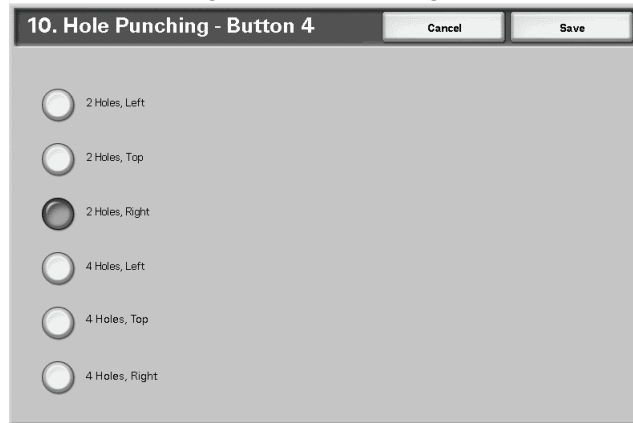 10. Hole Punching - Button 4
Cancel
Save
2 Holes, Left
2 Holes, Top
2 Holes, Right
4 Holes, Left
4 Holes, Top
4 Holes, Right